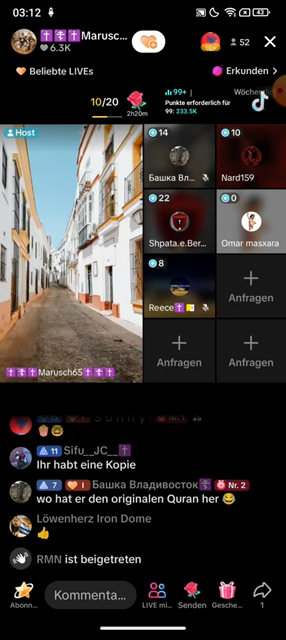 03:12
43
✝️☦️✝️Marusc...
6.3K
52
Beliebte LIVEs
Erkunden >
10/20
2h20m
99+
Punkte erforderlich für
99: 233.5K
Host
14
Башка Вл...
10
Nard159
22
Shpata.e.Ber...
0
Omar masxara
8
Reece✝️🇻🇦
Anfragen
Anfragen
Anfragen
✝️☦️✝️Marusch65✝️☦️✝️
11 Sifu__JC__✝️
Ihr habt eine Kopie
7 I Башка Владивосток☦️ Nr. 2
wo hat er den originalen Quran her 😂
Löwenherz Iron Dome
👍
RMN ist beigetreten
Abonn...
Kommenta...
LIVE mi...
Senden
Gesche...
1